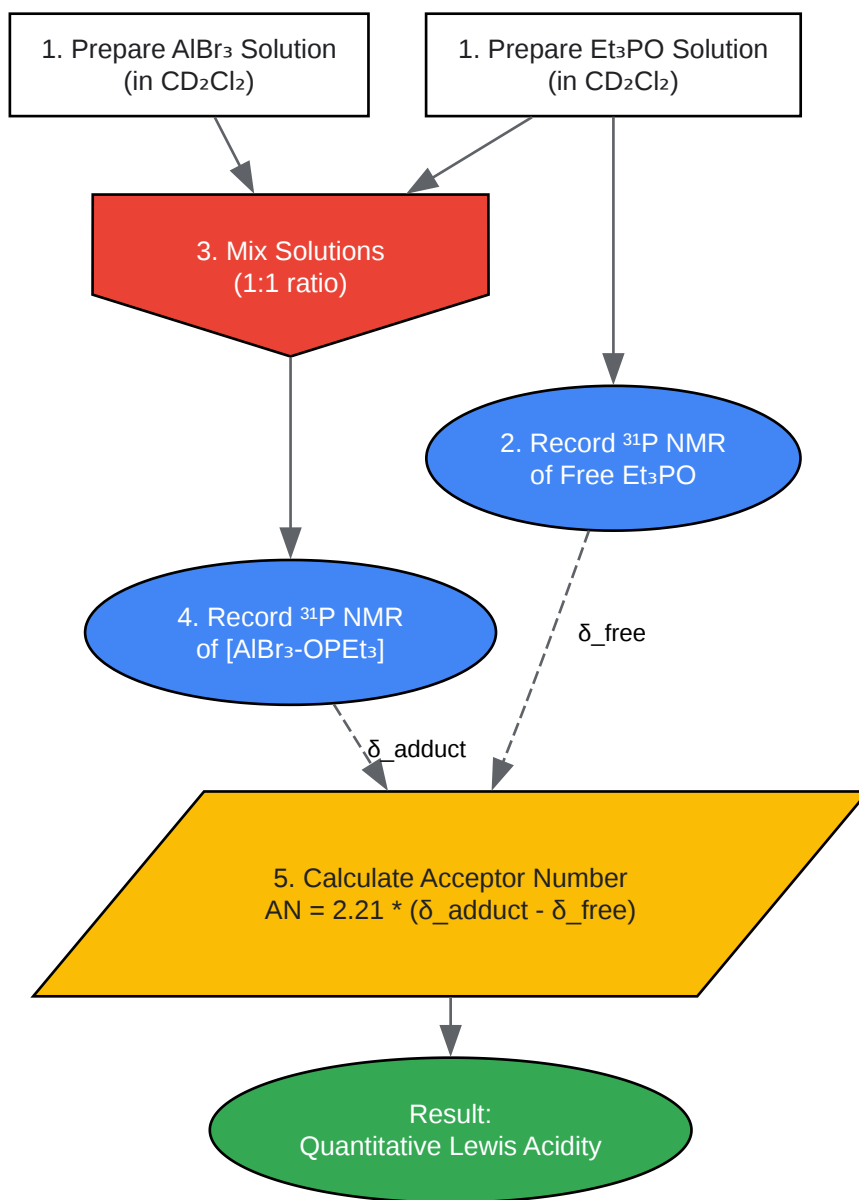 1. Prepare AlBr₃ Solution
(in CD₂Cl₂)
1. Prepare Et₃PO Solution
(in CD₂Cl₂)
3. Mix Solutions
(1:1 ratio)
2. Record ³¹P NMR
of Free Et₃PO
4. Record ³¹P NMR
of [AlBr₃-OPEt₃]
δ_free
δ_adduct
5. Calculate Acceptor Number
AN = 2.21 * (δ_adduct - δ_free)
Result:
Quantitative Lewis Acidity